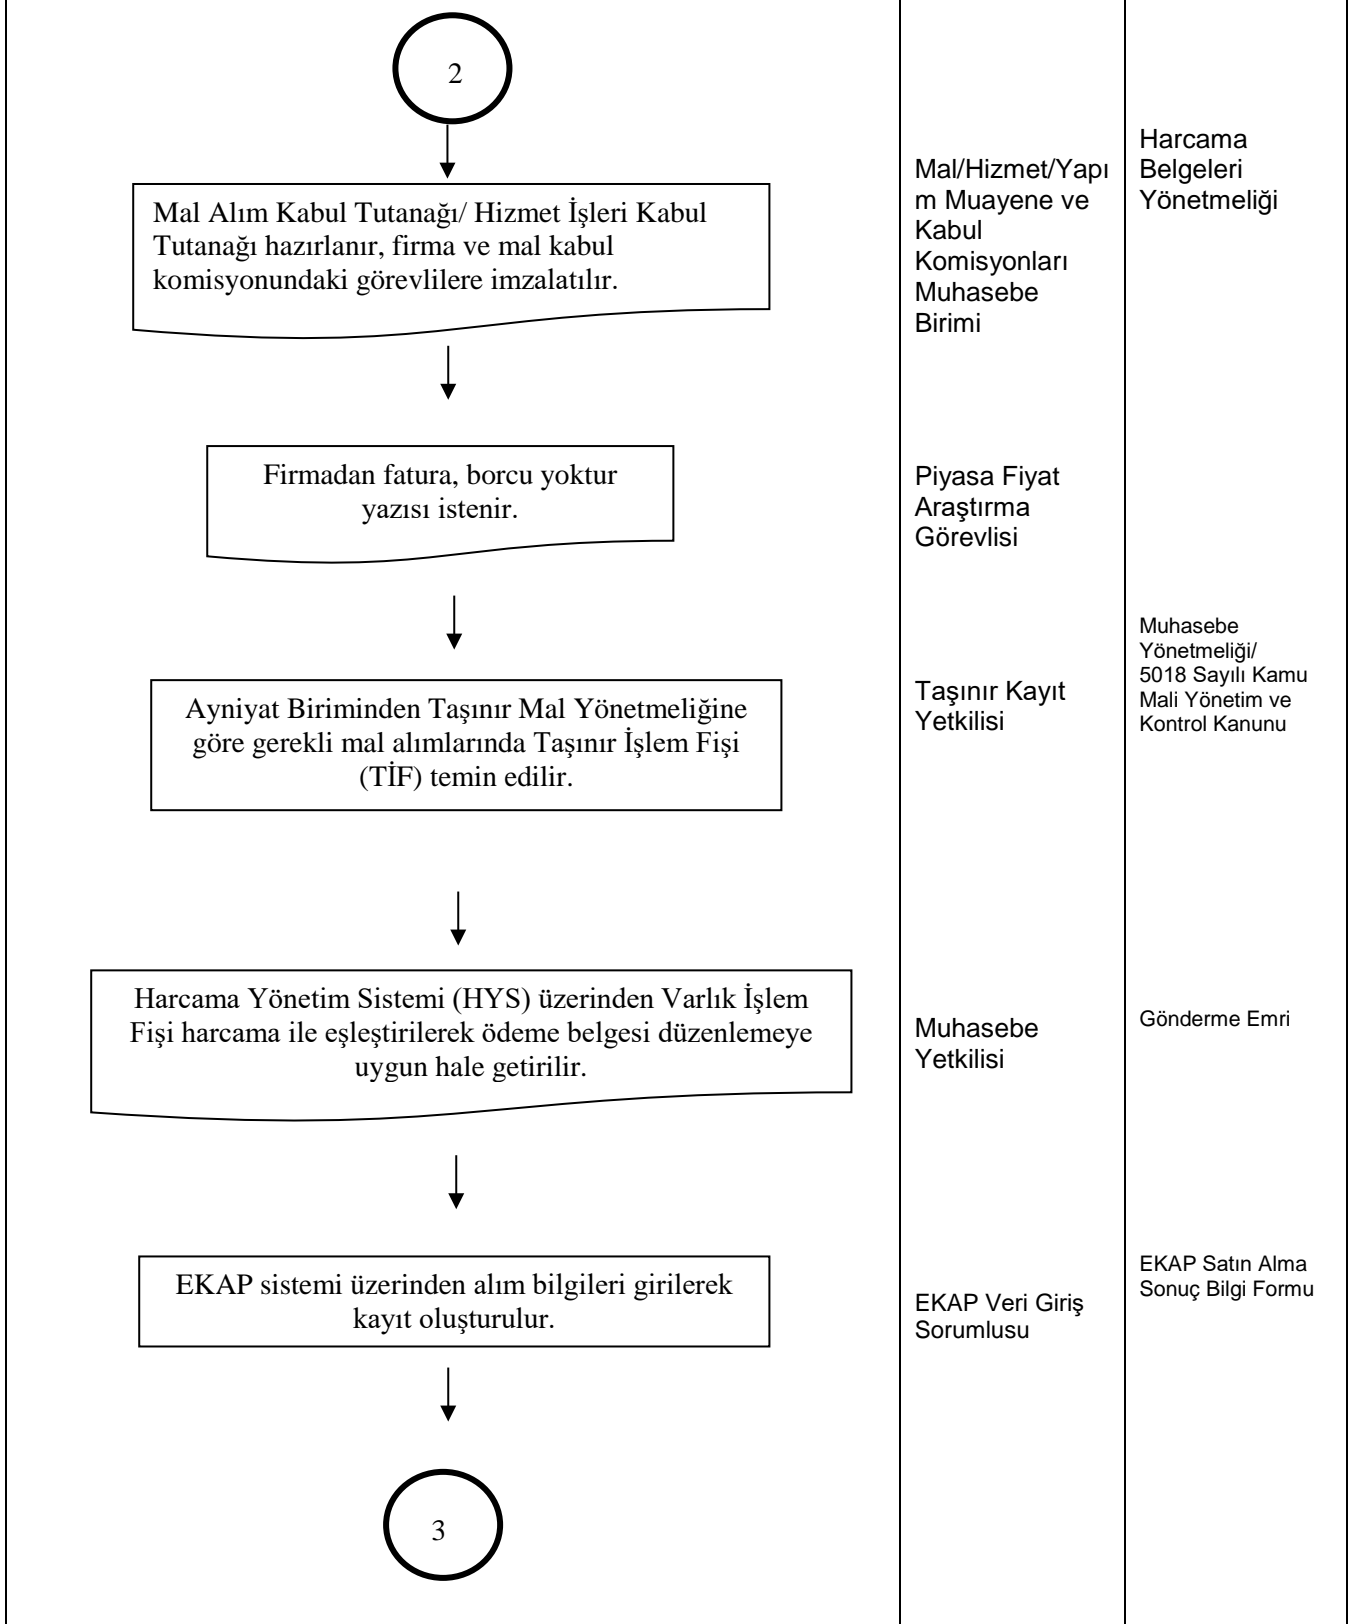 2
Mal Alım Kabul Tutanağı/ Hizmet İşleri Kabul
Tutanağı hazırlanır, firma ve mal kabul
komisyonundaki görevlilere imzalatılır.
Mal/Hizmet/Yapı
m Muayene ve
Kabul
Komisyonları
Muhasebe
Birimi
Harcama
Belgeleri
Yönetmeliği
Firmadan fatura, borcu yoktur
yazısı istenir.
Piyasa Fiyat
Araştırma
Görevlisi
Ayniyat Biriminden Taşınır Mal Yönetmeliğine
göre gerekli mal alımlarında Taşınır İşlem Fişi
(TİF) temin edilir.
Taşınır Kayıt
Yetkilisi
Muhasebe
Yönetmeliği/
5018 Sayılı Kamu
Mali Yönetim ve
Kontrol Kanunu
Harcama Yönetim Sistemi (HYS) üzerinden Varlık İşlem
Fişi harcama ile eşleştirilerek ödeme belgesi düzenlemeye
uygun hale getirilir.
Muhasebe
Yetkilisi
Gönderme Emri
EKAP sistemi üzerinden alım bilgileri girilerek
kayıt oluşturulur.
EKAP Veri Giriş
Sorumlusu
EKAP Satın Alma
Sonuç Bilgi Formu
3